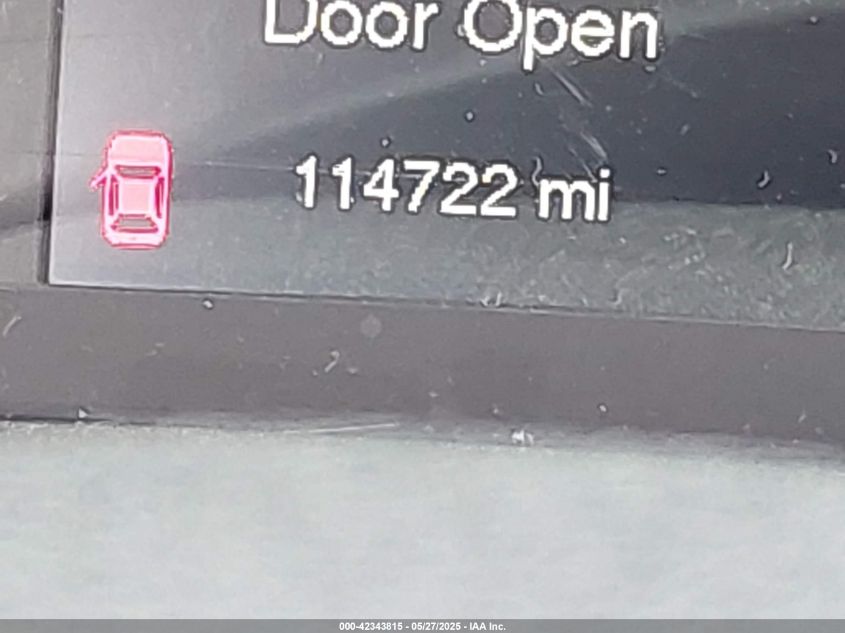 Door Open
114722 mi
000-42343815 - 05/27/2025 - IAA Inc.